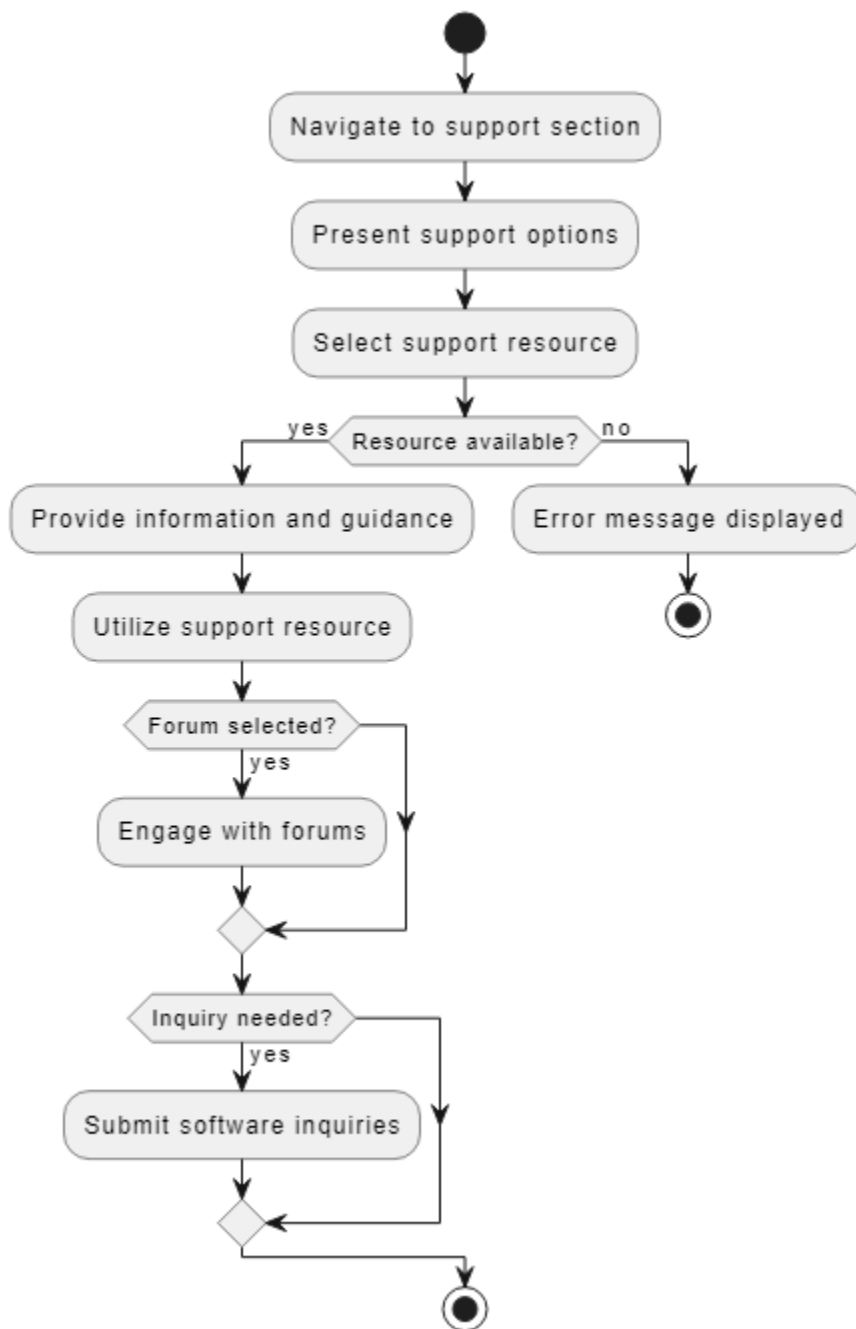 Navigate to support section
Present support options
Select support resource
yes
Resource available?
no
Provide information and guidance
Error message displayed
Utilize support resource
Forum selected?
yes
Engage with forums
Inquiry needed?
yes
Submit software inquiries